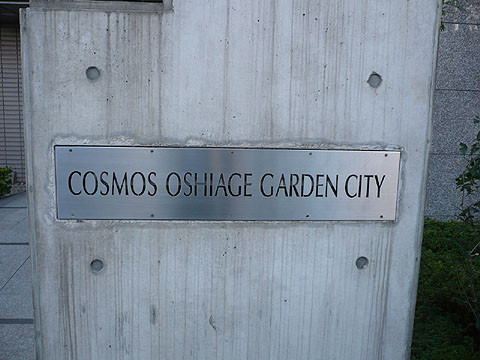 COSMOS OSHIAGE GARDEN CITY